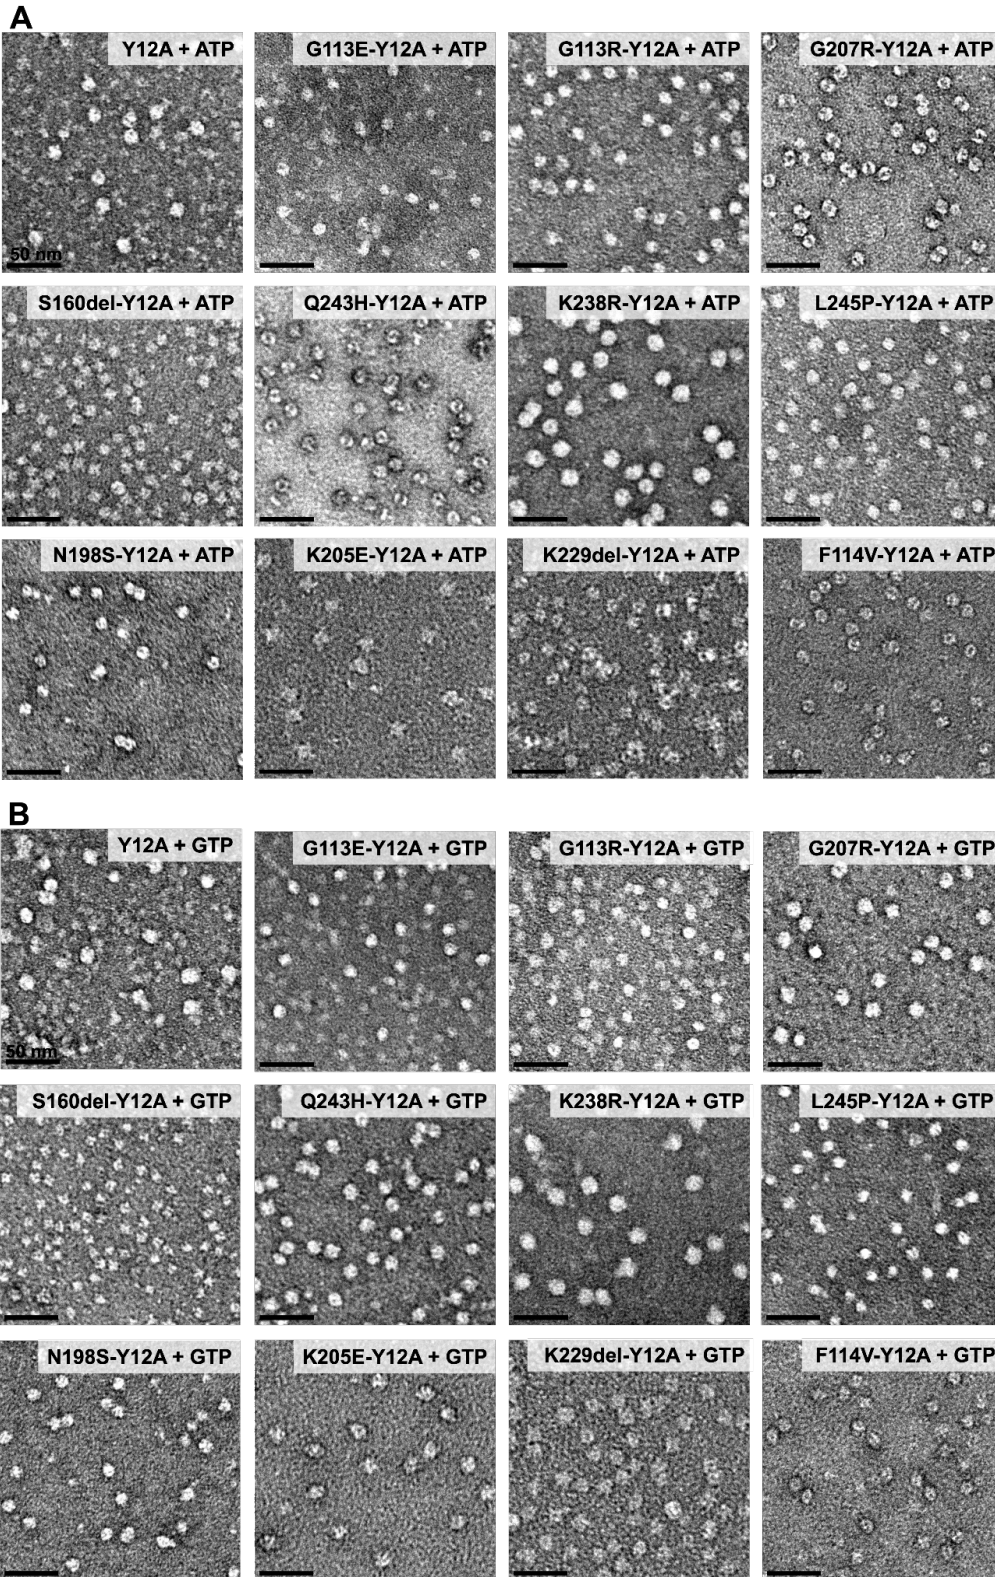 A
Y12A + ATP
G113E-Y12A + ATP
G113R-Y12A + ATP
G207R-Y12A + ATP
50 nm
S160del-Y12A + ATP
Q243H-Y12A + ATP
K238R-Y12A + ATP
L245P-Y12A + ATP
N198S-Y12A + ATP
K205E-Y12A + ATP
K229del-Y12A + ATP
F114V-Y12A + ATP
B
Y12A + GTP
G113E-Y12A + GTP
G113R-Y12A + GTP
G207R-Y12A + GTP
50 nm
S160del-Y12A + GTP
Q243H-Y12A + GTP
K238R-Y12A + GTP
L245P-Y12A + GTP
N198S-Y12A + GTP
K205E-Y12A + GTP
K229del-Y12A + GTP
F114V-Y12A + GTP